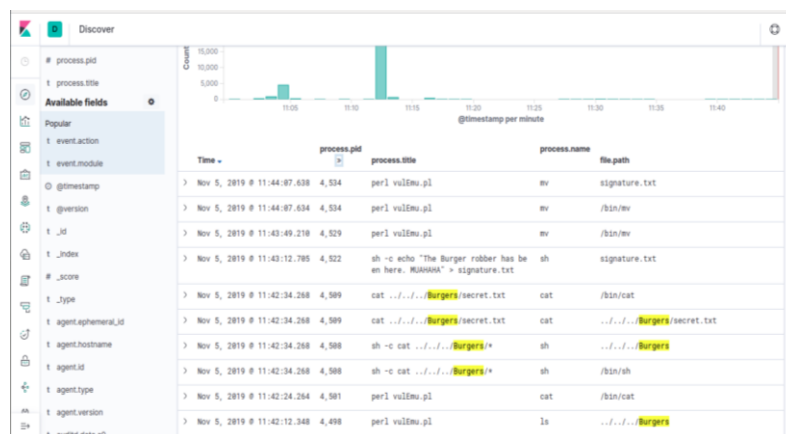 D Discover
# process.pid
t process.title
Available fields
Popular
t event.action
t event.module
@timestamp
t @version
t _id
t _index
# _score
t _type
t agent.ephemeral_id
t agent.hostname
t agent.id
t agent.type
t agent.version
Count
15,000
10,000
5,000
0
11:05 11:10 11:15 11:20 11:25 11:30 11:35 11:40
@timestamp per minute
Time process.pid process.title process.name file.path
> Nov 5, 2019 @ 11:44:07.638 4,534 perl vulEmu.pl mv signature.txt
> Nov 5, 2019 @ 11:44:07.634 4,534 perl vulEmu.pl mv /bin/mv
> Nov 5, 2019 @ 11:43:49.210 4,529 perl vulEmu.pl mv /bin/mv
> Nov 5, 2019 @ 11:43:12.705 4,522 sh -c echo "The Burger robber has be sh signature.txt
en here. MUAHAHA" > signature.txt
> Nov 5, 2019 @ 11:42:34.268 4,509 cat ../../../Burgers/secret.txt cat /bin/cat
> Nov 5, 2019 @ 11:42:34.268 4,509 cat ../../../Burgers/secret.txt cat ../../../Burgers/secret.txt
> Nov 5, 2019 @ 11:42:34.268 4,508 sh -c cat ../../../Burgers/* sh ../../../Burgers
> Nov 5, 2019 @ 11:42:34.268 4,508 sh -c cat ../../../Burgers/* sh /bin/sh
> Nov 5, 2019 @ 11:42:24.264 4,501 perl vulEmu.pl cat /bin/cat
> Nov 5, 2019 @ 11:42:12.348 4,498 perl vulEmu.pl ls ../../../Burgers